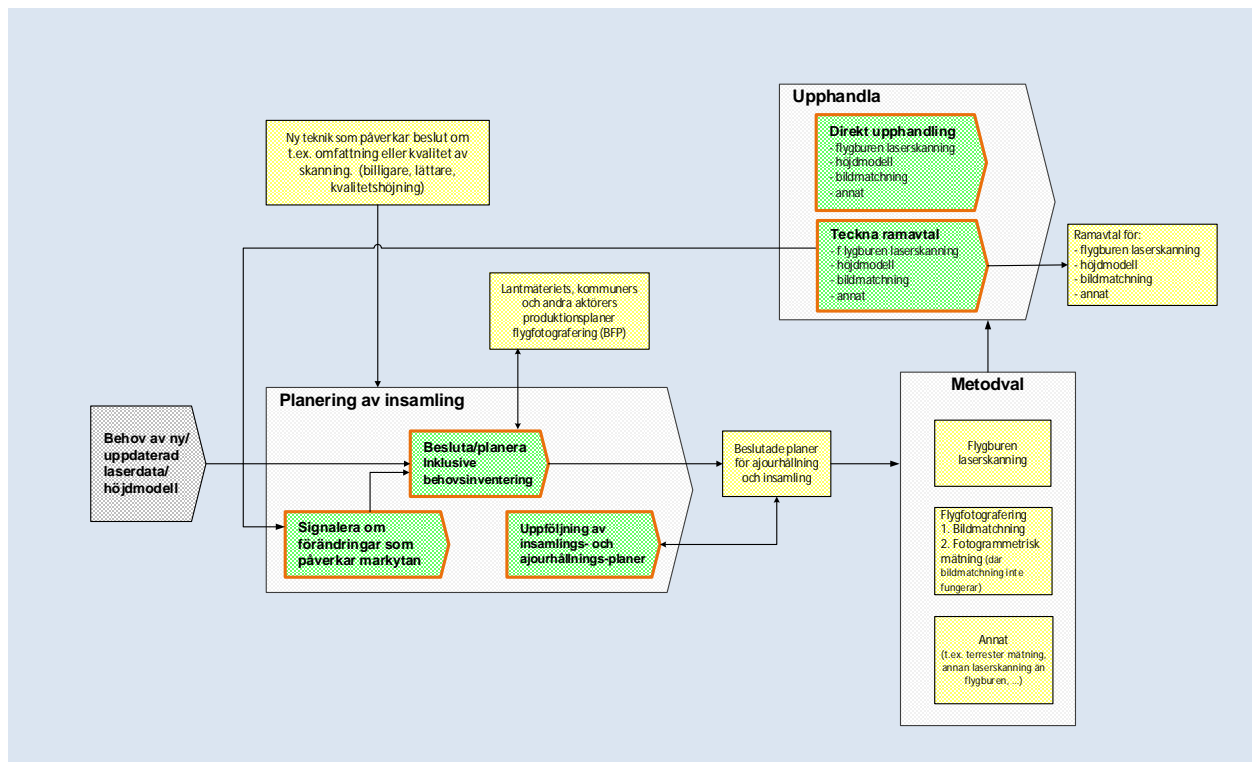 Upphandla
Direkt upphandling
- flygburen laserskanning
- höjdmodell
- bildmatchning
- annat
Teckna ramavtal
- f lygburen laserskanning
- höjdmodell
- bildmatchning
- annat
Ramavtal för:
- flygburen laserskanning
- höjdmodell
- bildmatchning
- annat
Ny teknik som påverkar beslut om
t.ex. omfattning eller kvalitet av
skanning. (billigare, lättare,
kvalitetshöjning)
Lantmäteriets, kommuners
och andra aktörers
produktionsplaner
flygfotografering (BFP)
Behov av ny/
uppdaterad
laserdata/
höjdmodell
Planering av insamling
Besluta/planera
Inklusive
behovsinventering
Signalera om
förändringar som
påverkar markytan
Uppföljning av
insamlings- och
ajourhållnings-planer
Beslutade planer
för ajourhållning
och insamling
Metodval
Flygburen
laserskanning
Flygfotografering
1. Bildmatchning
2. Fotogrammetrisk
mätning (där
bildmatchning inte
fungerar)
Annat
(t.ex. terrester mätning,
annan laserskanning än
flygburen, ...)